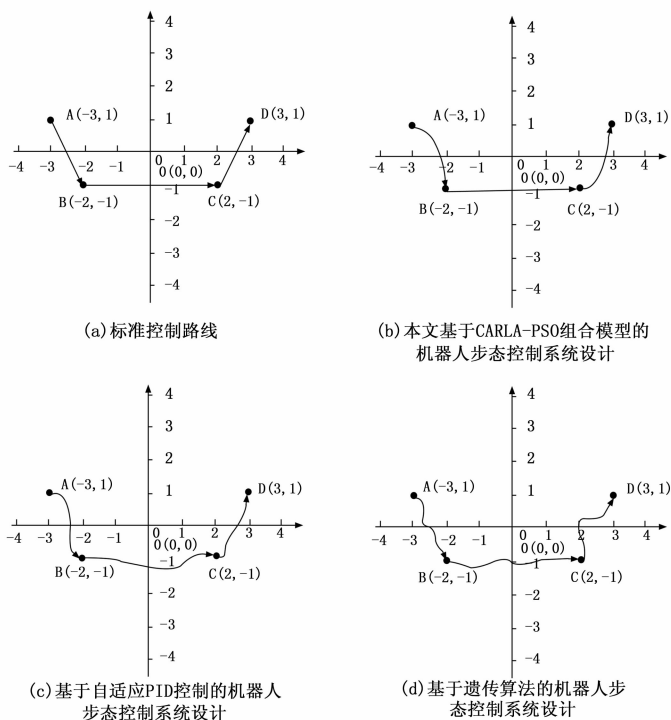 4
3
2
1
A(-3,1)
D(3,1)
-4 -3 -2 -1 0 1 2 3 4
0(0,0)
-1
B(-2,-1)
C(2,-1)
-2
-3
-4
(a)标准控制路线
4
3
2
1
A(-3,1)
D(3,1)
-4 -3 -2 -1 0 1 2 3 4
0(0,0)
-1
B(-2,-1)
C(2,-1)
-2
-3
-4
(b)本文基于CARLA-PSO组合模型的
机器人步态控制系统设计
4
3
2
1
A(-3,1)
D(3,1)
-4 -3 -2 -1 0 1 2 3 4
0(0,0)
-1
B(-2,-1)
C(2,-1)
-2
-3
-4
(c)基于自适应PID控制的机器人
步态控制系统设计
4
3
2
1
A(-3,1)
D(3,1)
-4 -3 -2 -1 0 1 2 3 4
0(0,0)
-1
B(-2,-1)
C(2,-1)
-2
-3
-4
(d)基于遗传算法的机器人步
态控制系统设计